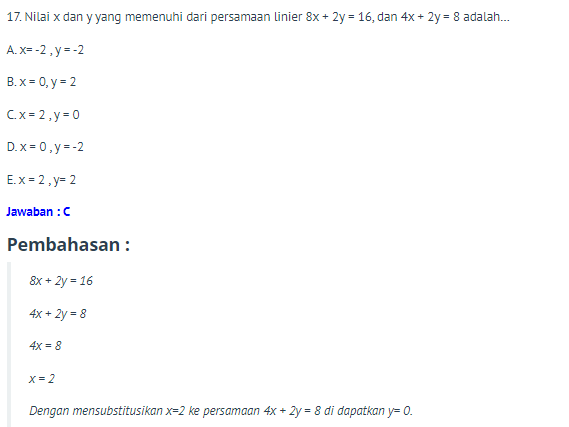 17. Nilai x dan y yang memenuhi dari persamaan linier 8x + 2y = 16, dan 4x + 2y = 8 adalah...
A. x= -2 , y = -2
B. x = 0, y = 2
C. x = 2 , y = 0
D. x = 0 , y = -2
E. x = 2 , y= 2
Jawaban : C
Pembahasan :
8x + 2y = 16
4x + 2y = 8
4x = 8
x = 2
Dengan mensubstitusikan x=2 ke persamaan 4x + 2y = 8 di dapatkan y= 0.